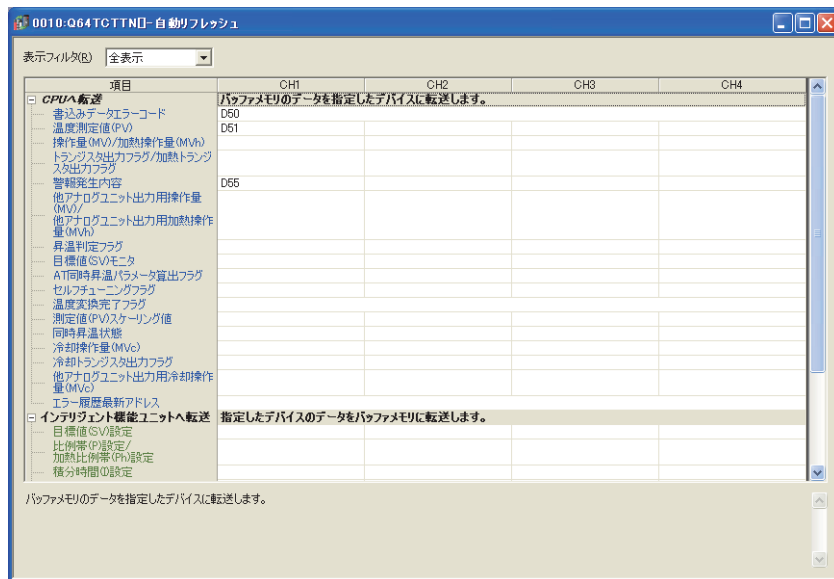 0010:Q64TCTTN[]-自動リフレッシュ
表示フィルタ(R) 全表示
項目 CH1 CH2 CH3 CH4
CPUへ転送 バッファメモリのデータを指定したデバイスに転送します。
書込みデータエラーコード D50
温度測定値(PV) D51
操作量(MV)/加熱操作量(MVh)
トランジスタ出力フラグ/加熱トランジ
スタ出力フラグ
警報発生内容 D55
他アナログユニット出力用操作量
(MV)/
他アナログユニット出力用加熱操作
量(MVh)
昇温判定フラグ
目標値(SV)モニタ
AT同時昇温パラメータ算出フラグ
セルフチューニングフラグ
温度変換完了フラグ
測定値(PV)スケーリング値
同時昇温状態
冷却操作量(MVc)
冷却トランジスタ出力フラグ
他アナログユニット出力用冷却操作
量(MVc)
エラー履歴最新アドレス
インテリジェント機能ユニットへ転送 指定したデバイスのデータをバッファメモリに転送します。
目標値(SV)設定
比例帯(P)設定/
加熱比例帯(Ph)設定
積分時間(I)設定
バッファメモリのデータを指定したデバイスに転送します。